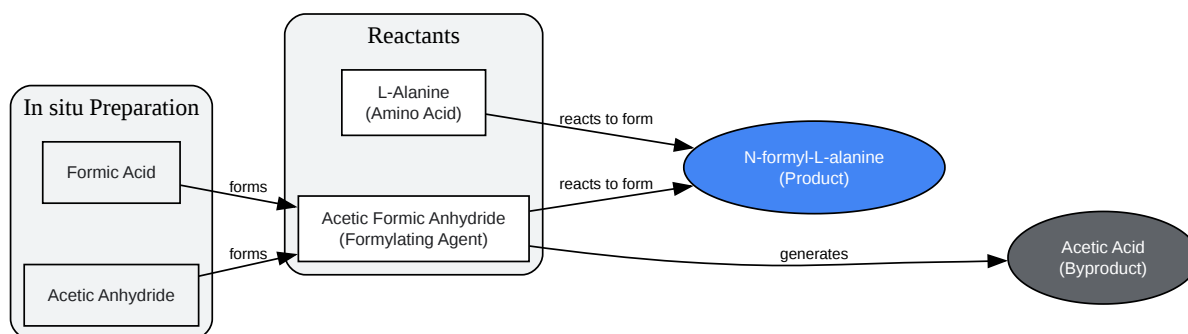 In situ Preparation
Formic Acid
Acetic Anhydride
forms
forms
Reactants
L-Alanine
(Amino Acid)
Acetic Formic Anhydride
(Formylating Agent)
reacts to form
reacts to form
generates
N-formyl-L-alanine
(Product)
Acetic Acid
(Byproduct)